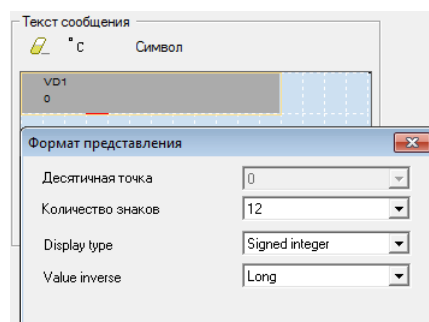 Текст сообщения
° C Символ
VD1
0
Формат представления
Десятичная точка 0
Количество знаков 12
Display type Signed integer
Value inverse Long